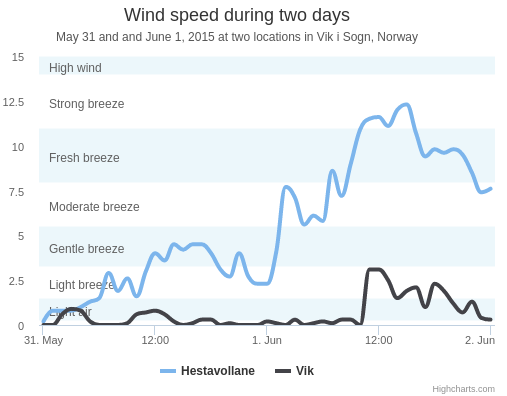 Wind speed during two days
May 31 and and June 1, 2015 at two locations in Vik i Sogn, Norway
15
High wind
12.5
Strong breeze
10
Fresh breeze
7.5
Moderate breeze
5
Gentle breeze
2.5
Light breeze
Light air
0
31. May 12:00 1. Jun 12:00 2. Jun
Hestavollane Vik
Highcharts.com